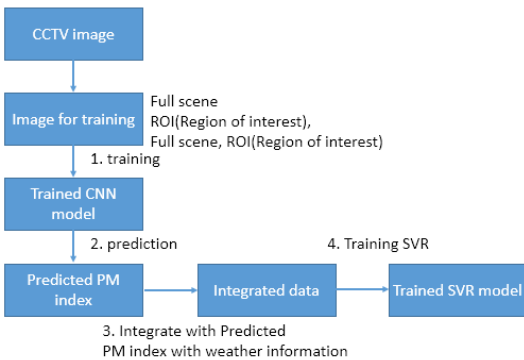 CCTV image
Image for training
Full scene
ROI(Region of interest),
Full scene, ROI(Region of interest)
1. training
Trained CNN
model
2. prediction
4. Training SVR
Predicted PM
index
Integrated data
Trained SVR model
3. Integrate with Predicted
PM index with weather information